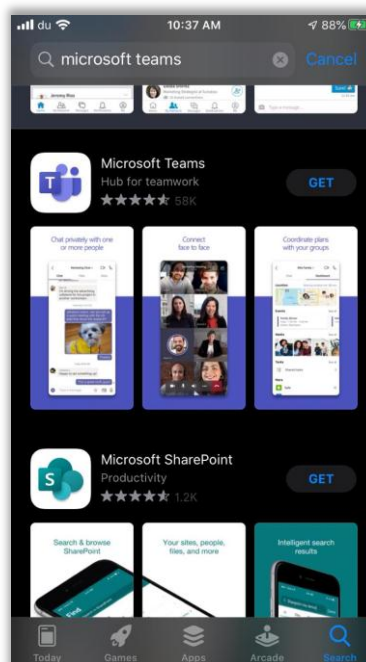 du
10:37 AM
88%
microsoft teams
Cancel
Microsoft Teams
Hub for teamwork
GET
58K
Chat privately with one
or more people
Connect
face to face
Coordinate plans
with your groups
Microsoft SharePoint
Productivity
GET
1.2K
Search & browse
SharePoint
Your sites, people,
files, and more
Intelligent search
results
Find
Today
Games
Apps
Arcade
Search